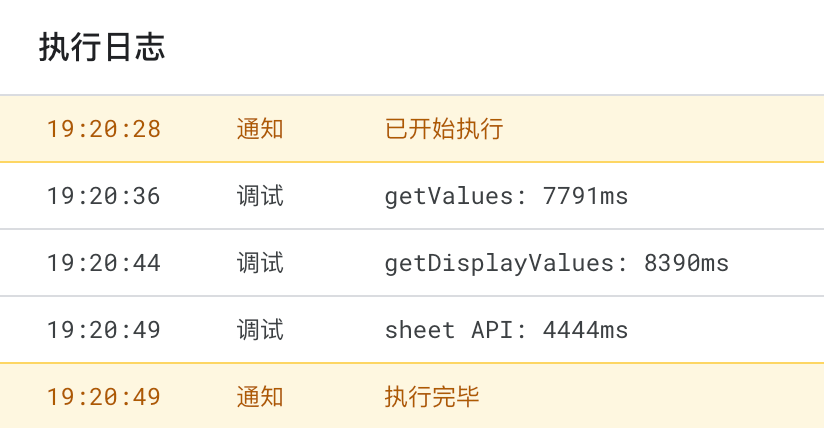 执行日志
19:20:28 通知 已开始执行
19:20:36 调试 getValues: 7791ms
19:20:44 调试 getDisplayValues: 8390ms
19:20:49 调试 sheet API: 4444ms
19:20:49 通知 执行完毕